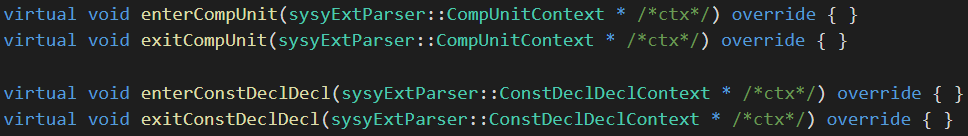 virtual void enterCompUnit(sysyExtParser::CompUnitContext * /*ctx*/) override { }
virtual void exitCompUnit(sysyExtParser::CompUnitContext * /*ctx*/) override { }
virtual void enterConstDeclDecl(sysyExtParser::ConstDeclDeclContext * /*ctx*/) override { }
virtual void exitConstDeclDecl(sysyExtParser::ConstDeclDeclContext * /*ctx*/) override { }